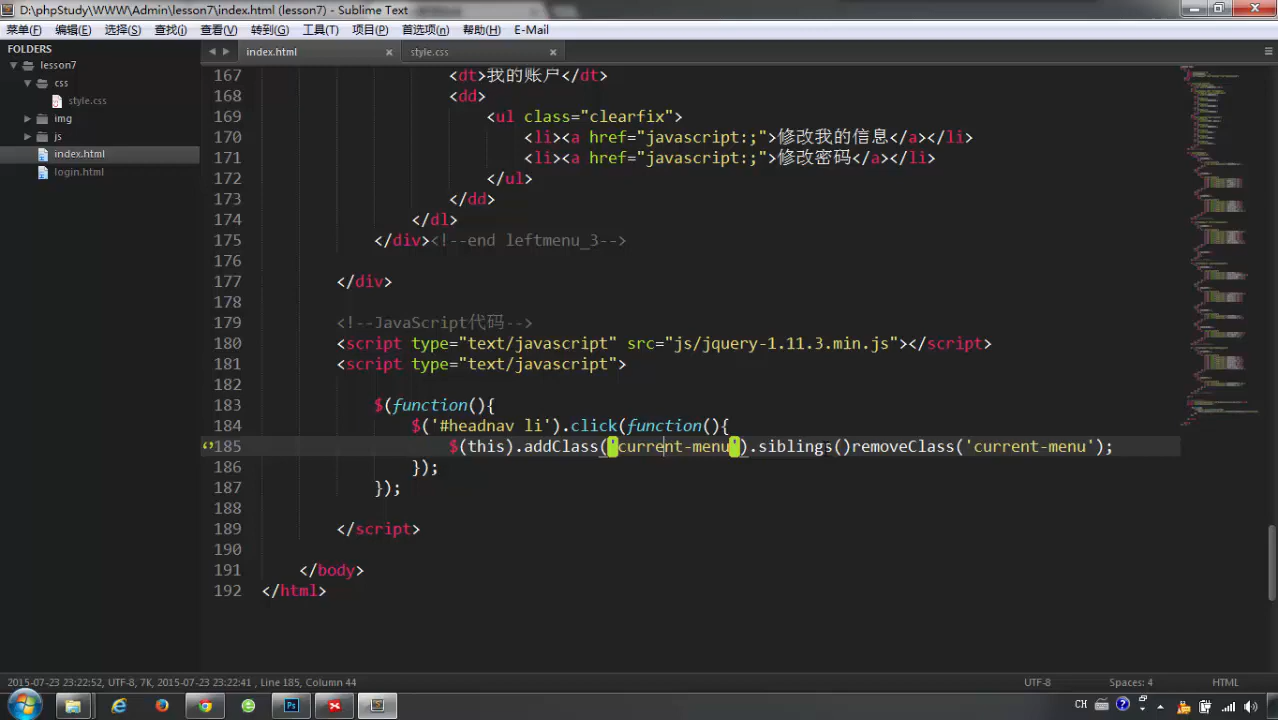 D:\phpStudy\WWW\Admin\lesson7\index.html (lesson7) - Sublime Text
菜单(F) 编辑(E) 选择(S) 查找(I) 查看(V) 转到(G) 工具(T) 项目(P) 首选项(n) 帮助(H) E-Mail
FOLDERS
lesson7
css
style.css
img
js
index.html
login.html
index.html × style.css ×
167 <dt>我的账户</dt>
168 <dd>
169 <ul class="clearfix">
170 <li><a href="javascript:;">修改我的信息</a></li>
171 <li><a href="javascript:;">修改密码</a></li>
172 </ul>
173 </dd>
174 </dl>
175 </div><!--end leftmenu_3-->
176
177 </div>
178
179 <!--JavaScript代码-->
180 <script type="text/javascript" src="js/jquery-1.11.3.min.js"></script>
181 <script type="text/javascript">
182
183 $(function(){
184 $('#headnav li').click(function(){
185 $(this).addClass('current-menu').siblings()removeClass('current-menu');
186 });
187 });
188
189 </script>
190
191 </body>
192 </html>
2015-07-23 23:22:52, UTF-8, 7K, 2015-07-23 23:22:41 , Line 185, Column 44 UTF-8 Spaces: 4 HTML
Ps CH